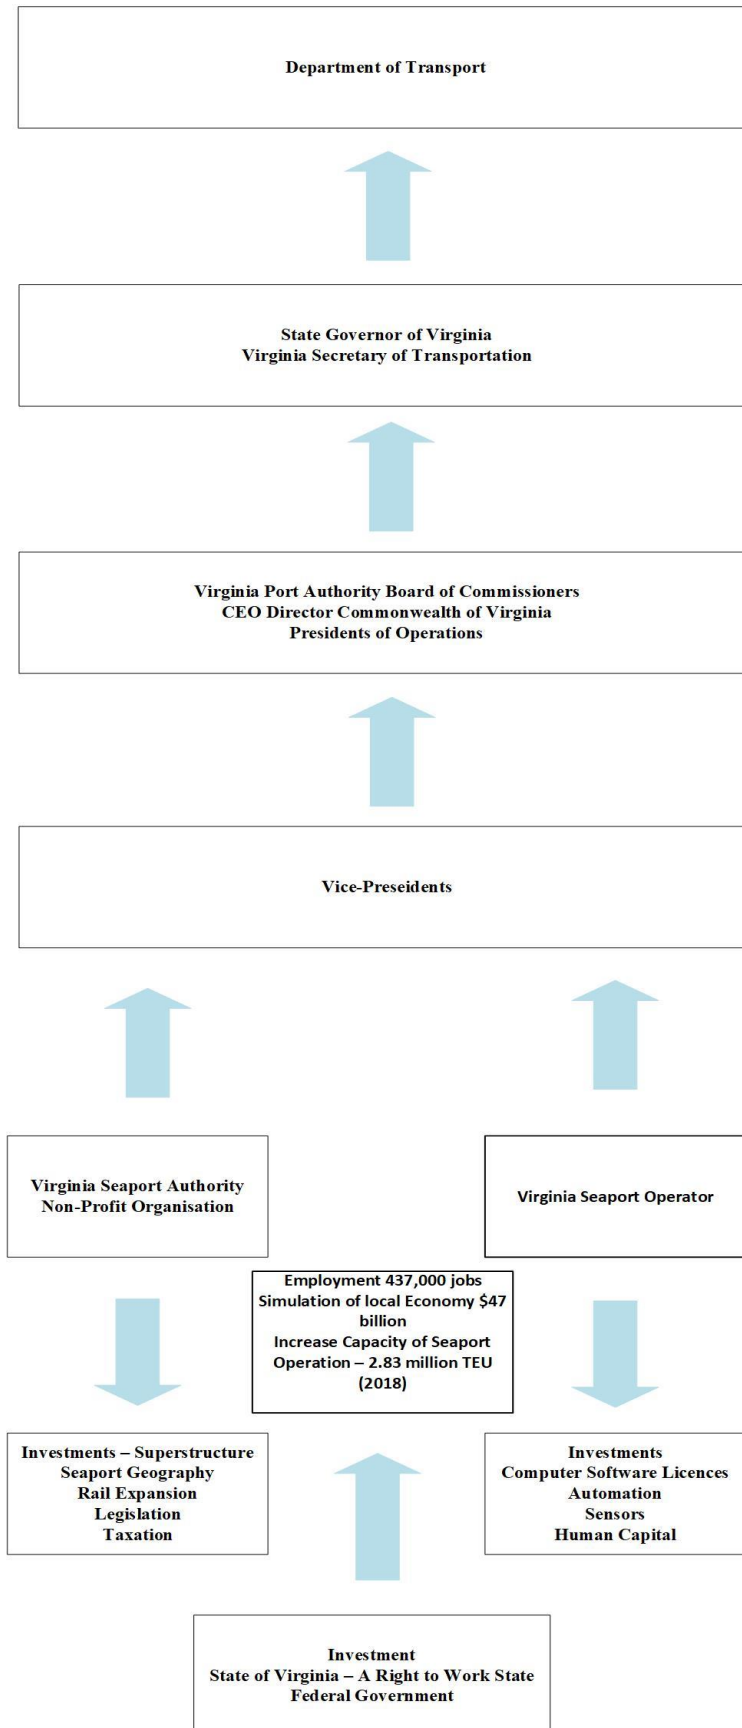 Department of Transport
State Governor of Virginia
Virginia Secretary of Transportation
Virginia Port Authority Board of Commissioners
CEO Director Commonwealth of Virginia
Presidents of Operations
Vice-Preseidents
Virginia Seaport Authority
Non-Profit Organisation
Virginia Seaport Operator
Employment 437,000 jobs
Simulation of local Economy $47
billion
Increase Capacity of Seaport
Operation – 2.83 million TEU
(2018)
Investments – Superstructure
Seaport Geography
Rail Expansion
Legislation
Taxation
Investments
Computer Software Licences
Automation
Sensors
Human Capital
Investment
State of Virginia – A Right to Work State
Federal Government